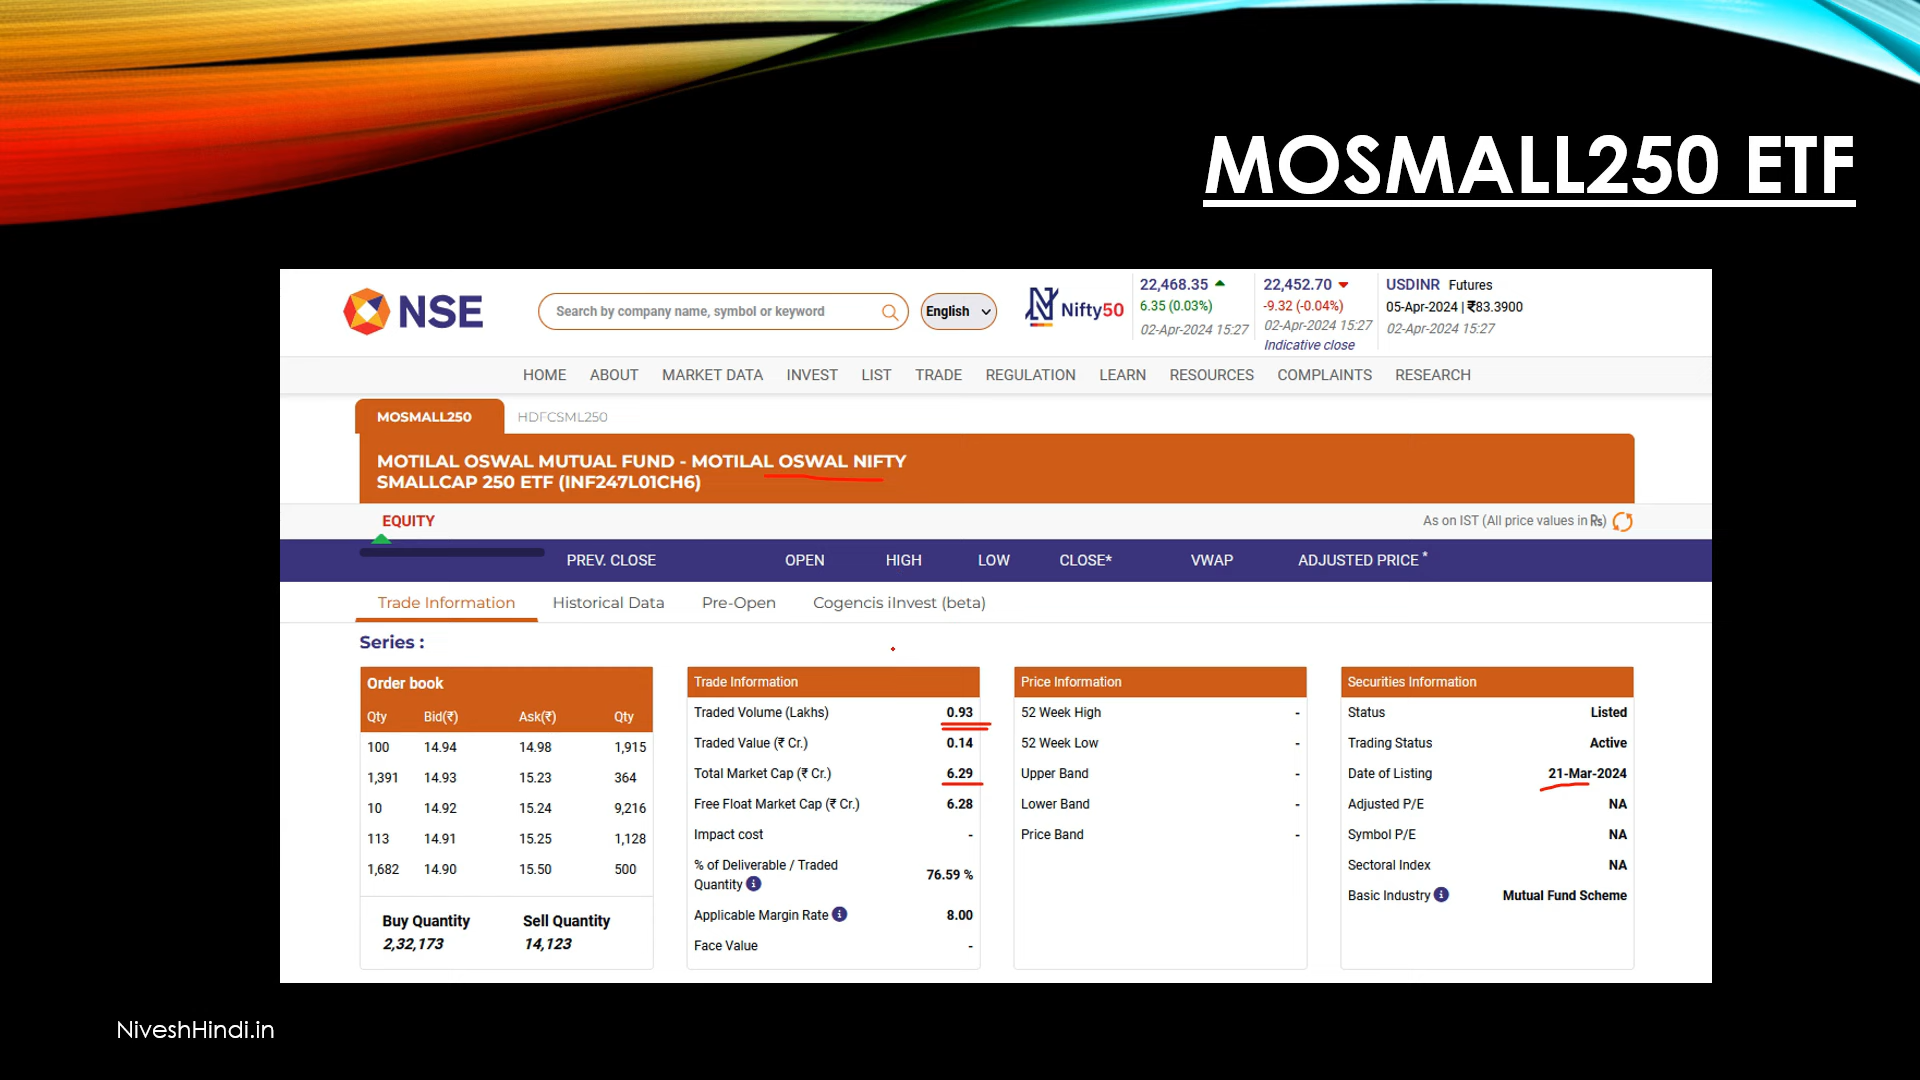 MOSMALL250 ETF
NSE
Search by company name, symbol or keyword
English
Nifty50
22,468.35
6.35 (0.03%)
02-Apr-2024 15:27
22,452.70
-9.32 (-0.04%)
02-Apr-2024 15:27
Indicative close
USDINR Futures
05-Apr-2024 | ₹83.3900
02-Apr-2024 15:27
HOME ABOUT MARKET DATA INVEST LIST TRADE REGULATION LEARN RESOURCES COMPLAINTS RESEARCH
MOSMALL250 HDFCSML250
MOTILAL OSWAL MUTUAL FUND - MOTILAL OSWAL NIFTY
SMALLCAP 250 ETF (INF247L01CH6)
EQUITY
As on IST (All price values in ₨)
PREV. CLOSE OPEN HIGH LOW CLOSE* VWAP ADJUSTED PRICE *
Trade Information Historical Data Pre-Open Cogencis iInvest (beta)
Series :
Order book
Qty Bid(₹) Ask(₹) Qty
100 14.94 14.98 1,915
1,391 14.93 15.23 364
10 14.92 15.24 9,216
113 14.91 15.25 1,128
1,682 14.90 15.50 500
Buy Quantity Sell Quantity
2,32,173 14,123
Trade Information
Traded Volume (Lakhs) 0.93
Traded Value (₹ Cr.) 0.14
Total Market Cap (₹ Cr.) 6.29
Free Float Market Cap (₹ Cr.) 6.28
Impact cost -
% of Deliverable / Traded
Quantity 76.59 %
Applicable Margin Rate 8.00
Face Value -
Price Information
52 Week High -
52 Week Low -
Upper Band -
Lower Band -
Price Band -
Securities Information
Status Listed
Trading Status Active
Date of Listing 21-Mar-2024
Adjusted P/E NA
Symbol P/E NA
Sectoral Index NA
Basic Industry Mutual Fund Scheme
NiveshHindi.in